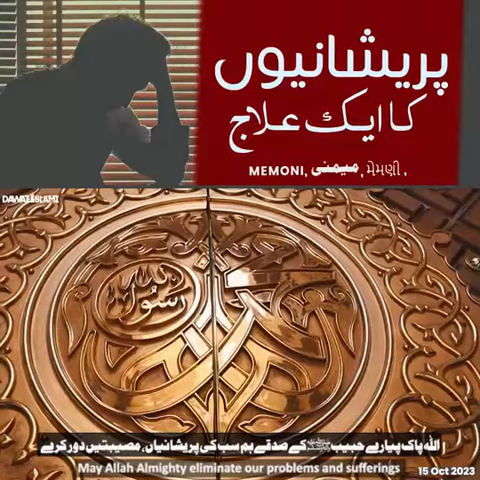 پریشانیوں
کا ایک علاج
MEMONI, میمنی, મેમણી,
DAWATEISLAMI
رسول الله
اللہ پاک پیارے حبیب ﷺ کے صدقے ہم سب کی پریشانیاں، مصیبتیں دور کرے
May Allah Almighty eliminate our problems and sufferings
15 Oct 2023